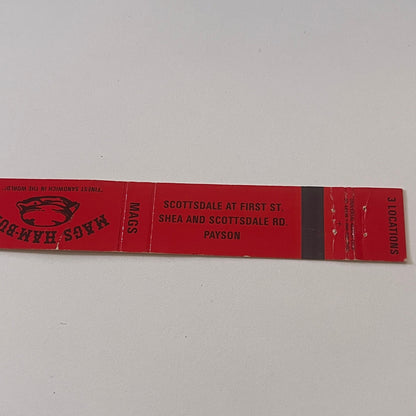 "FINEST SANDWICH IN THE WORLD"
MAGS HAM BU
MAGS
SCOTTSDALE AT FIRST ST.
SHEA AND SCOTTSDALE RD.
PAYSON
3 LOCATIONS